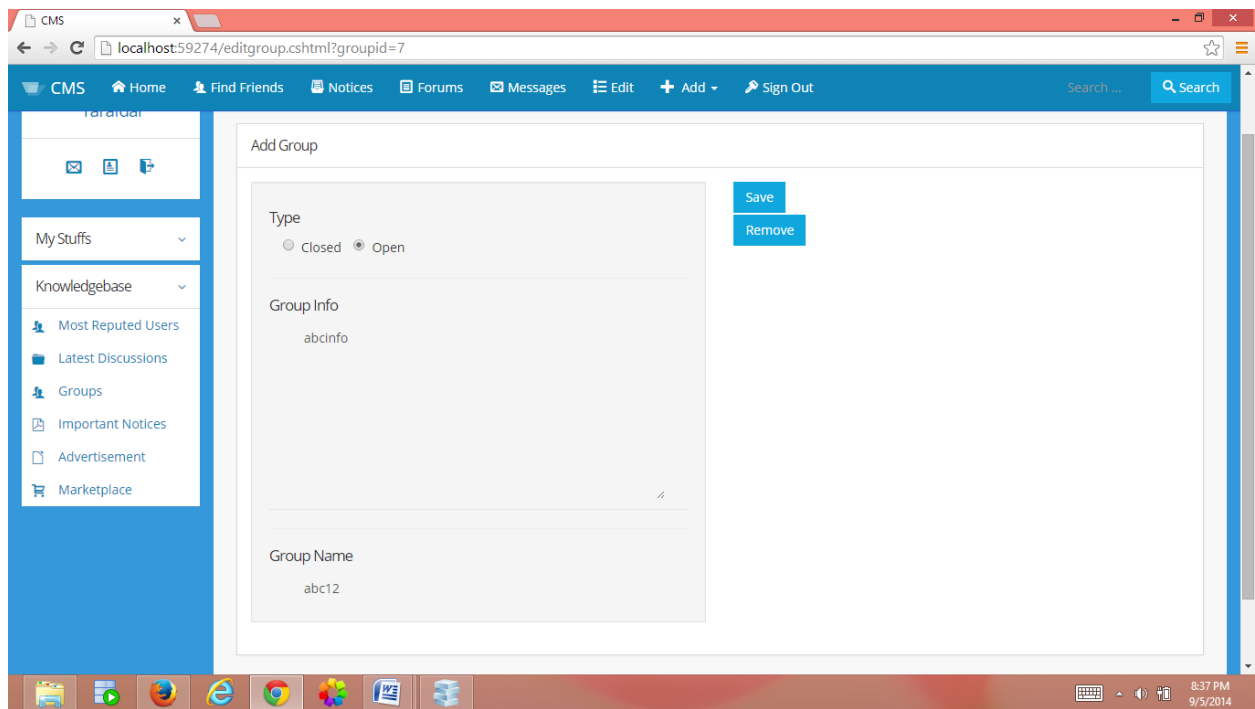 CMS
localhost:59274/editgroup.cshtml?groupid=7
CMS Home Find Friends Notices Forums Messages Edit Add Sign Out Search ... Search
Tarafdar
Add Group
Save
Remove
Type
Closed Open
My Stuffs
Knowledgebase
Most Reputed Users
Latest Discussions
Groups
Important Notices
Advertisement
Marketplace
Group Info
abcinfo
Group Name
abc12
8:37 PM
9/5/2014